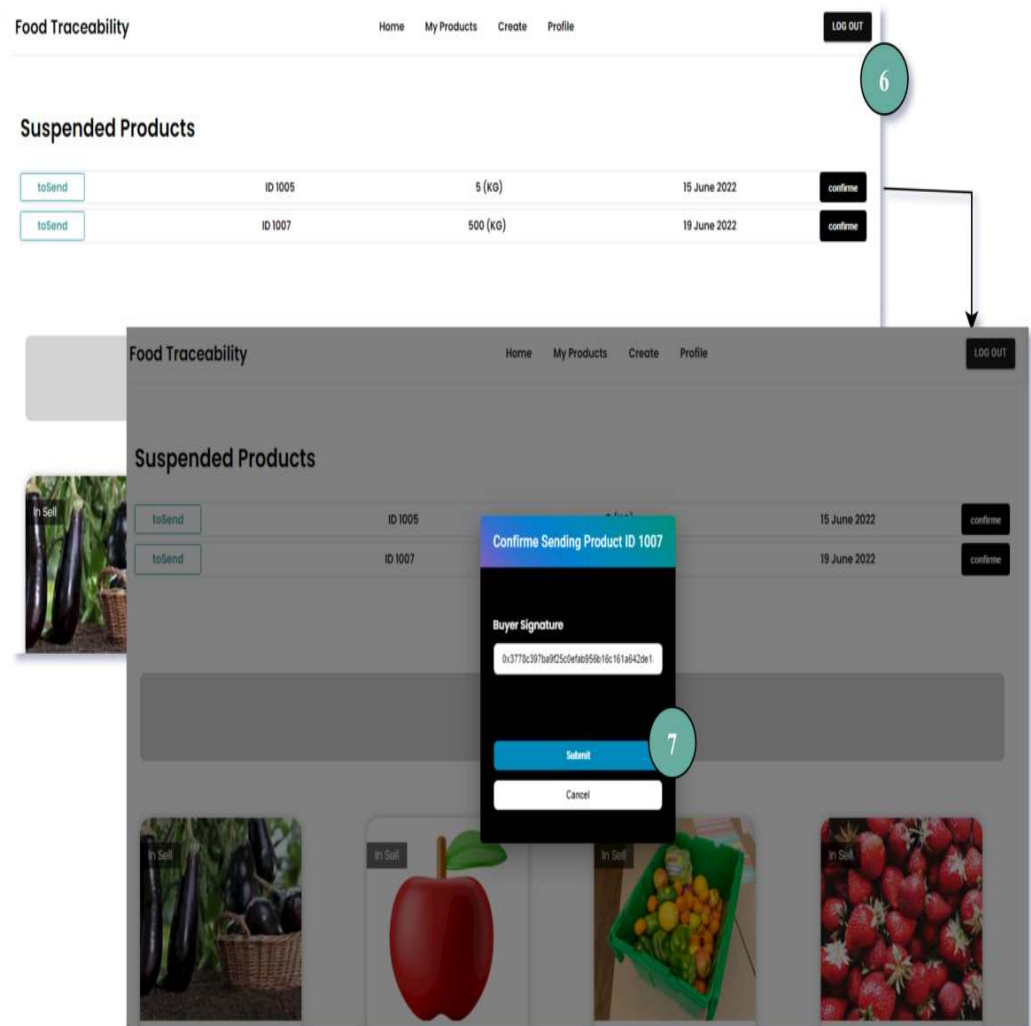 Food Traceability Home My Products Create Profile LOG OUT
6
Suspended Products
toSend ID 1005 5 (KG) 15 June 2022 confirme
toSend ID 1007 500 (KG) 19 June 2022 confirme
Food Traceability Home My Products Create Profile LOG OUT
Suspended Products
In Sell
toSend ID 1005 15 June 2022 confirme
Confirme Sending Product ID 1007
toSend ID 1007 19 June 2022 confirme
Buyer Signature
7
Submit
Cancel
In Sell In Sell In Sell In Sell